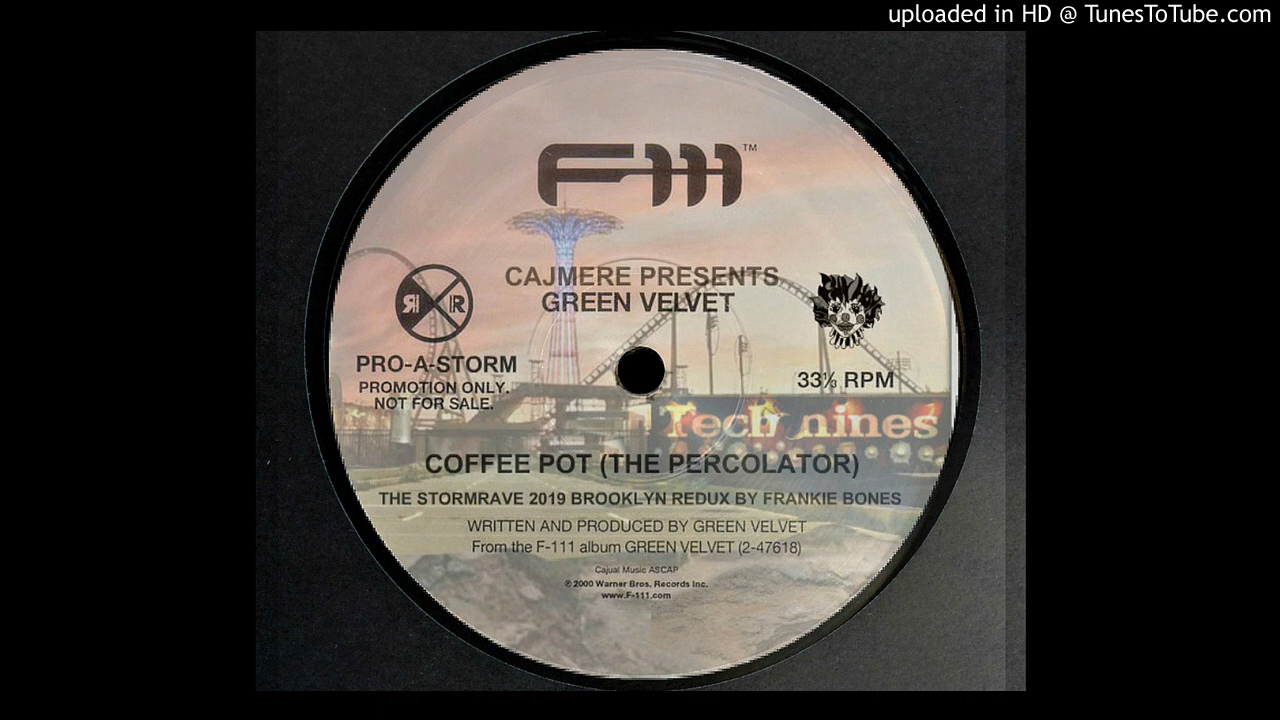 uploaded in HD @ TunesToTube.com
F-111™
CAJMERE PRESENTS
GREEN VELVET
R R
PRO-A-STORM
PROMOTION ONLY.
NOT FOR SALE.
33⅓ RPM
Tech nines
COFFEE POT (THE PERCOLATOR)
THE STORMRAVE 2019 BROOKLYN REDUX BY FRANKIE BONES
WRITTEN AND PRODUCED BY GREEN VELVET
From the F-111 album GREEN VELVET (2-47618)
Cajual Music ASCAP
℗ © 2000 Warner Bros. Records Inc.
www.F-111.com